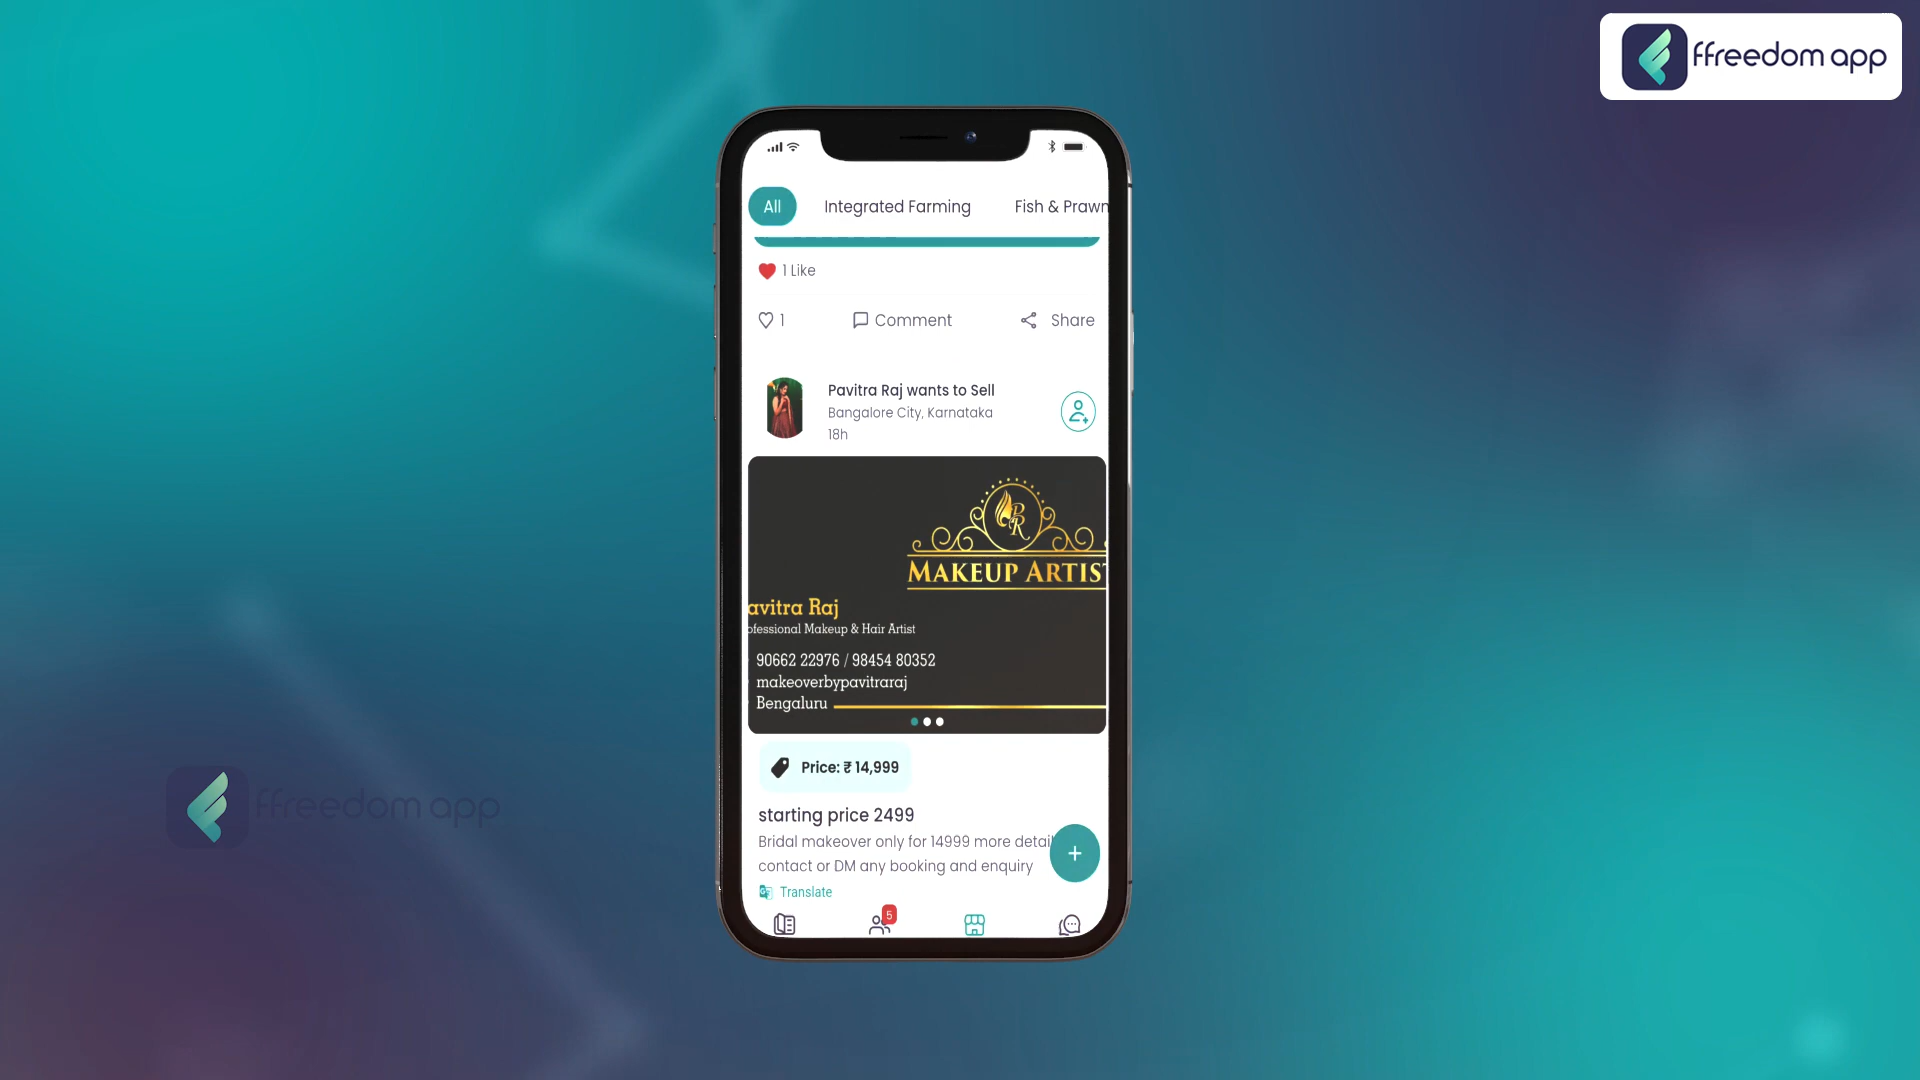 ffreedom app
All Integrated Farming Fish & Prawn
1 Like
1 Comment Share
Pavitra Raj wants to Sell
Bangalore City, Karnataka
18h
PR
MAKEUP ARTIST
avitra Raj
ofessional Makeup & Hair Artist
90662 22976 / 98454 80352
makeoverbypavitraraj
Bengaluru
Price: ₹ 14,999
starting price 2499
Bridal makeover only for 14999 more detail
contact or DM any booking and enquiry
Translate
5
ffreedom app